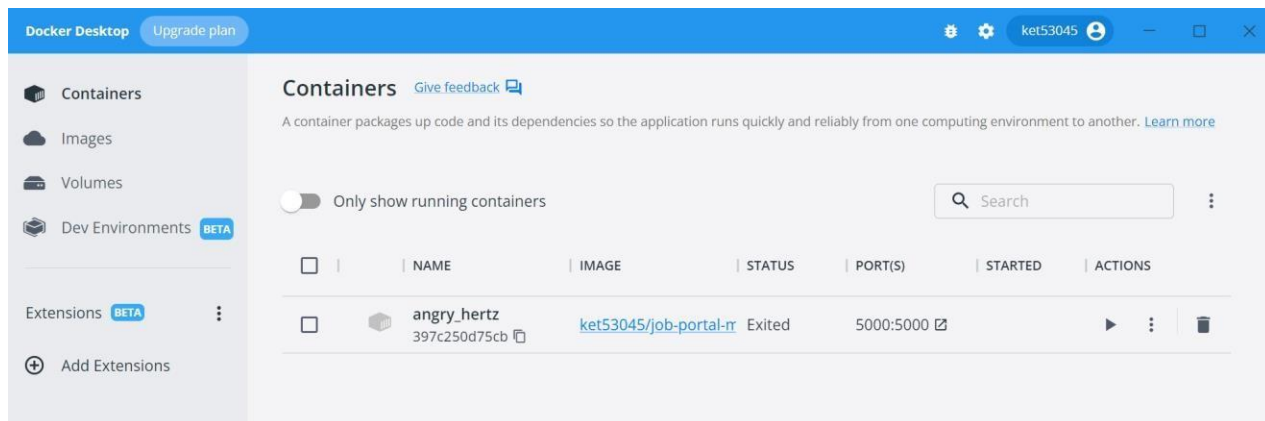 Docker Desktop Upgrade plan ket53045
Containers
Images
Volumes
Dev Environments BETA
Extensions BETA
Add Extensions
Containers Give feedback
A container packages up code and its dependencies so the application runs quickly and reliably from one computing environment to another. Learn more
Only show running containers Search
NAME IMAGE STATUS PORT(S) STARTED ACTIONS
angry_hertz ket53045/job-portal-m Exited 5000:5000
397c250d75cb